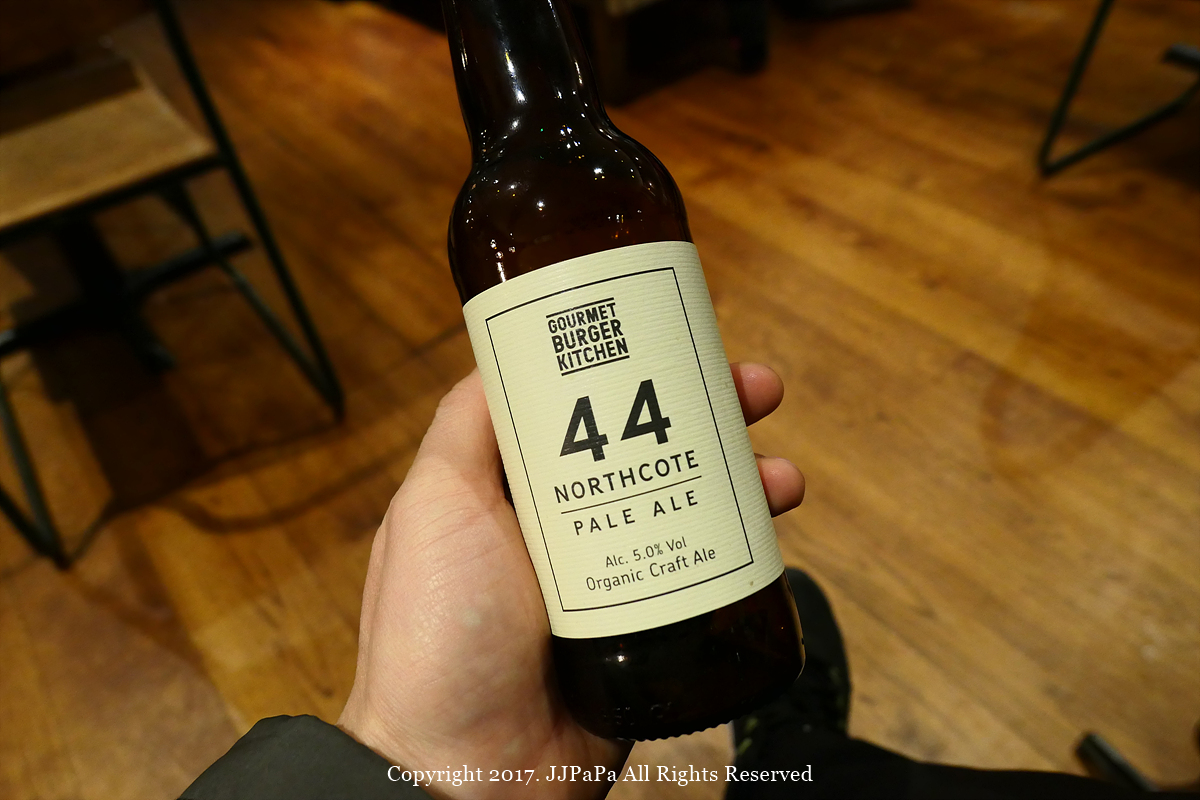 GOURMET
BURGER
KITCHEN
44
NORTHCOTE
PALE ALE
Alc. 5.0% Vol
Organic Craft Ale
Copyright 2017. JJPaPa All Rights Reserved